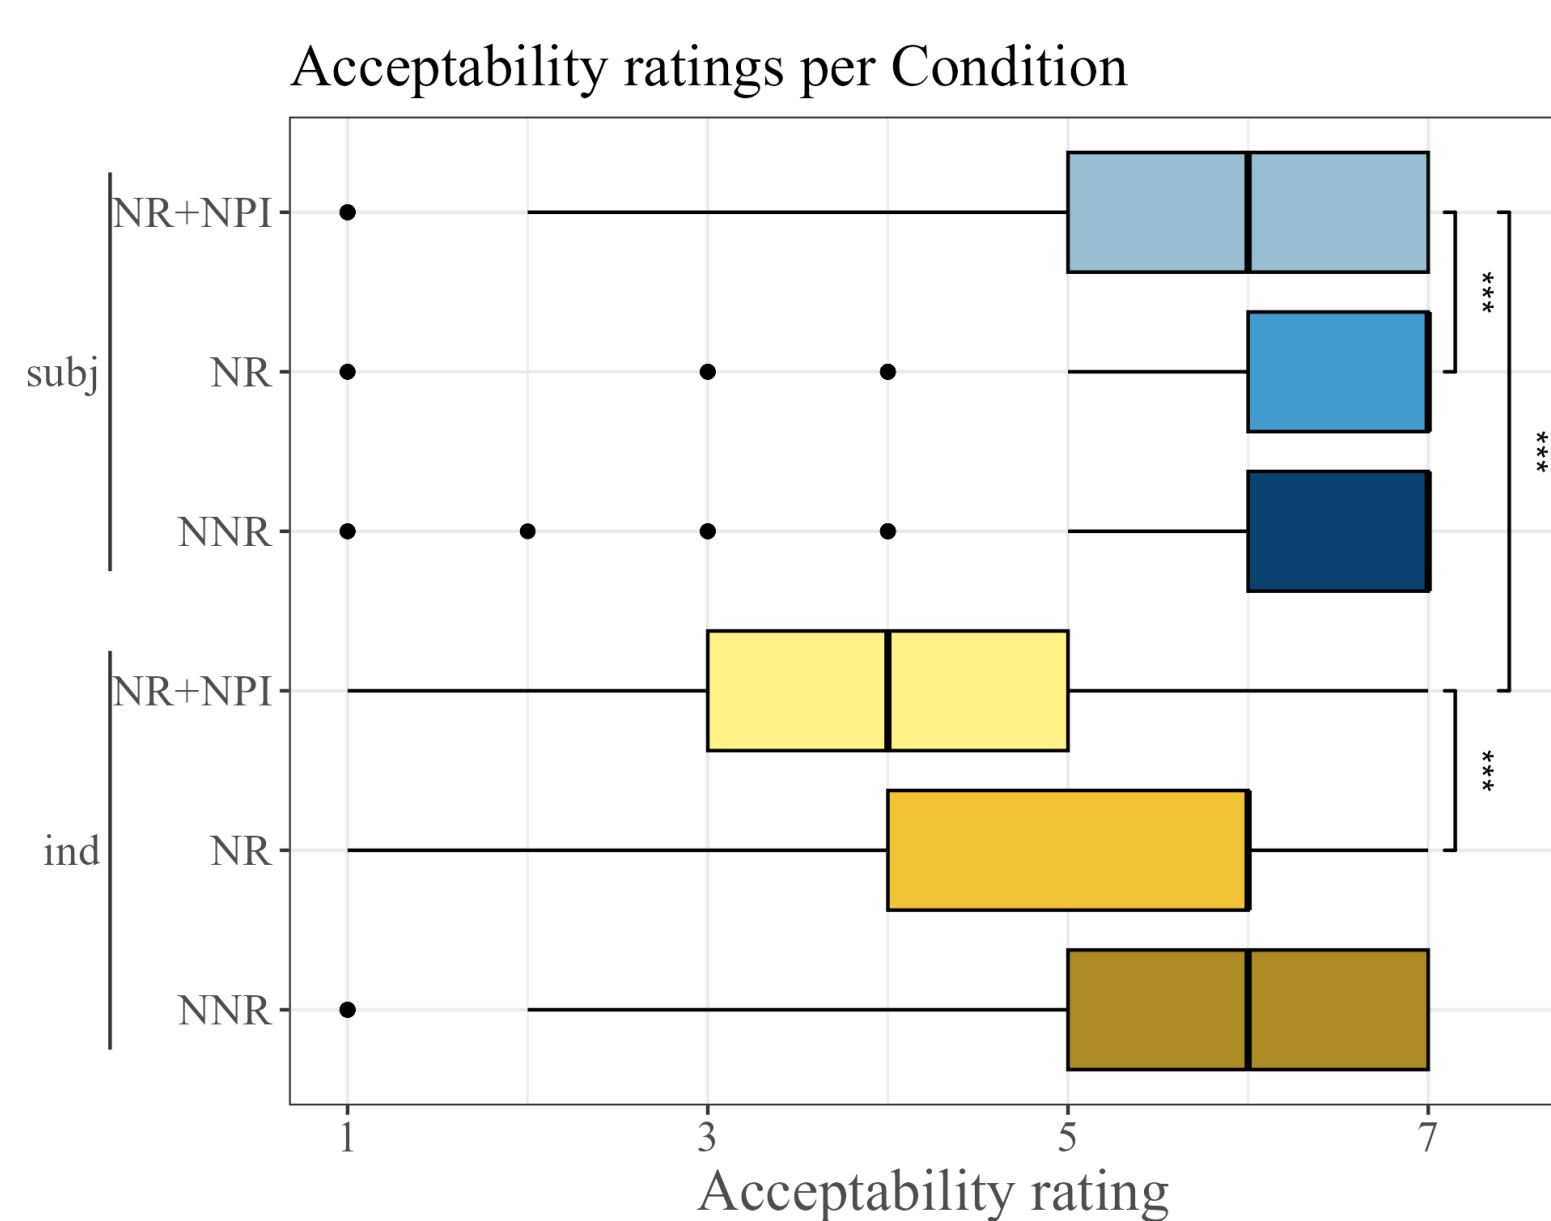 Acceptability ratings per Condition
NR+NPI
***
subj
NR
***
NNR
NR+NPI
***
ind
NR
NNR
1 3 5 7
Acceptability rating